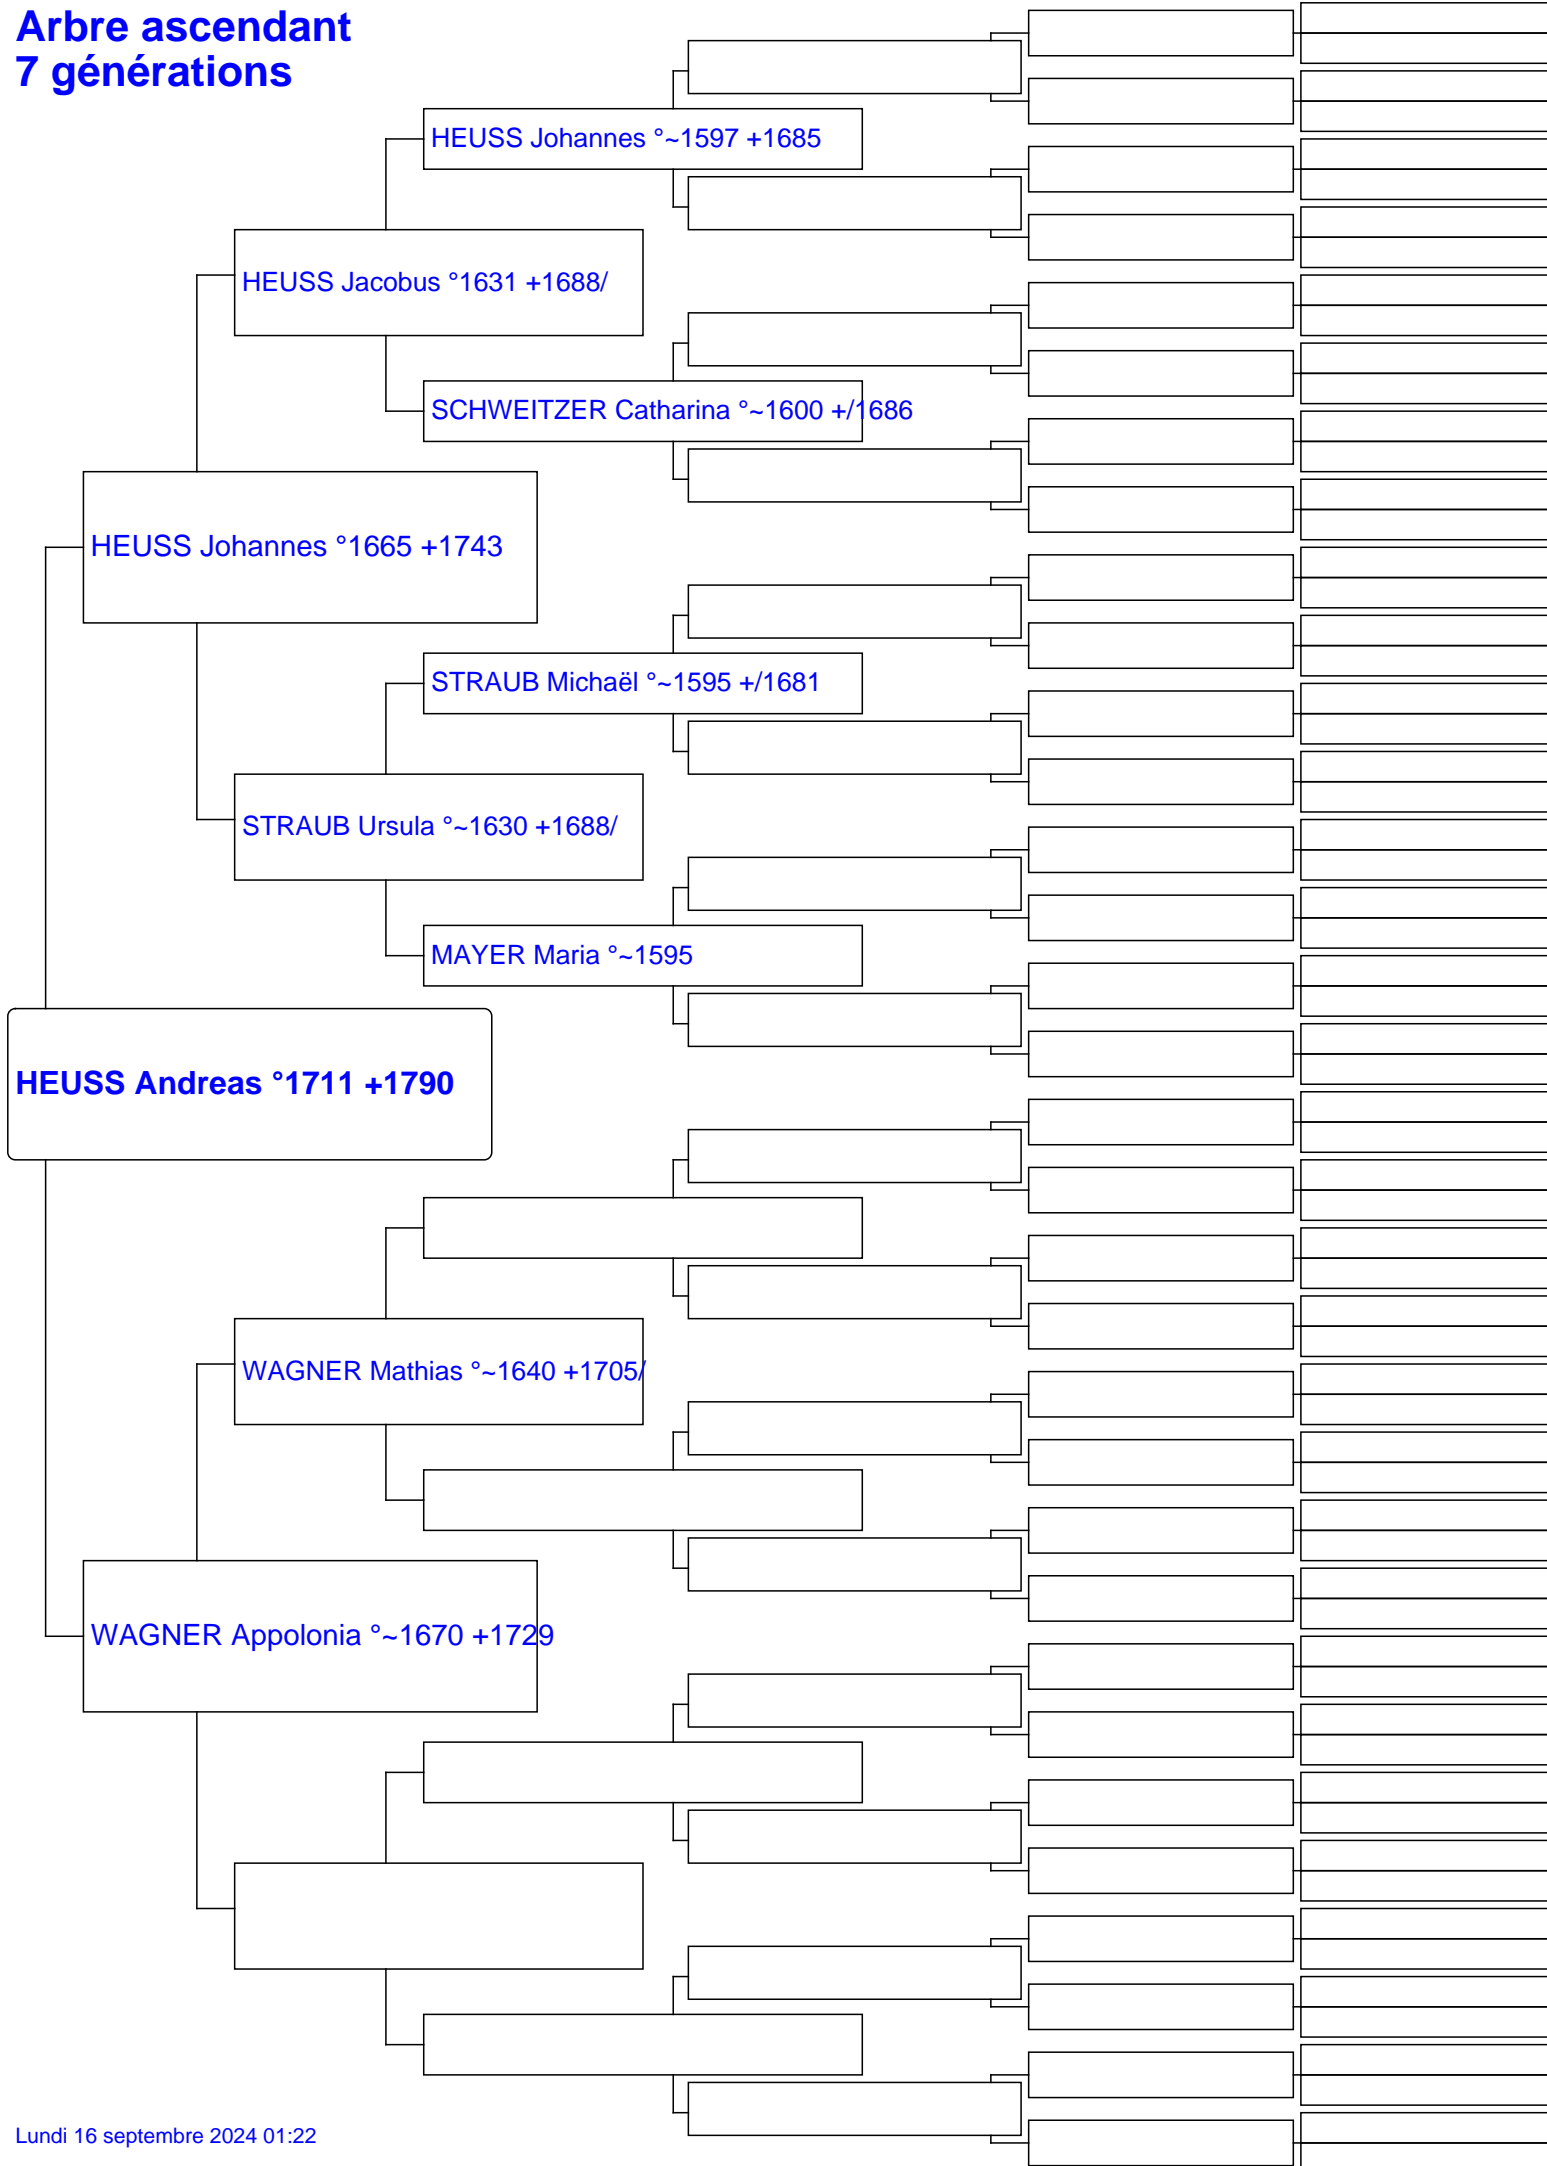 Arbre ascendant
7 générations
HEUSS Johannes °~1597 +1685
HEUSS Jacobus °1631 +1688/
SCHWEITZER Catharina °~1600 +/1686
HEUSS Johannes °1665 +1743
STRAUB Michaël °~1595 +/1681
STRAUB Ursula °~1630 +1688/
MAYER Maria °~1595
HEUSS Andreas °1711 +1790
WAGNER Mathias °~1640 +1705/
WAGNER Appolonia °~1670 +1729
Lundi 16 septembre 2024 01:22